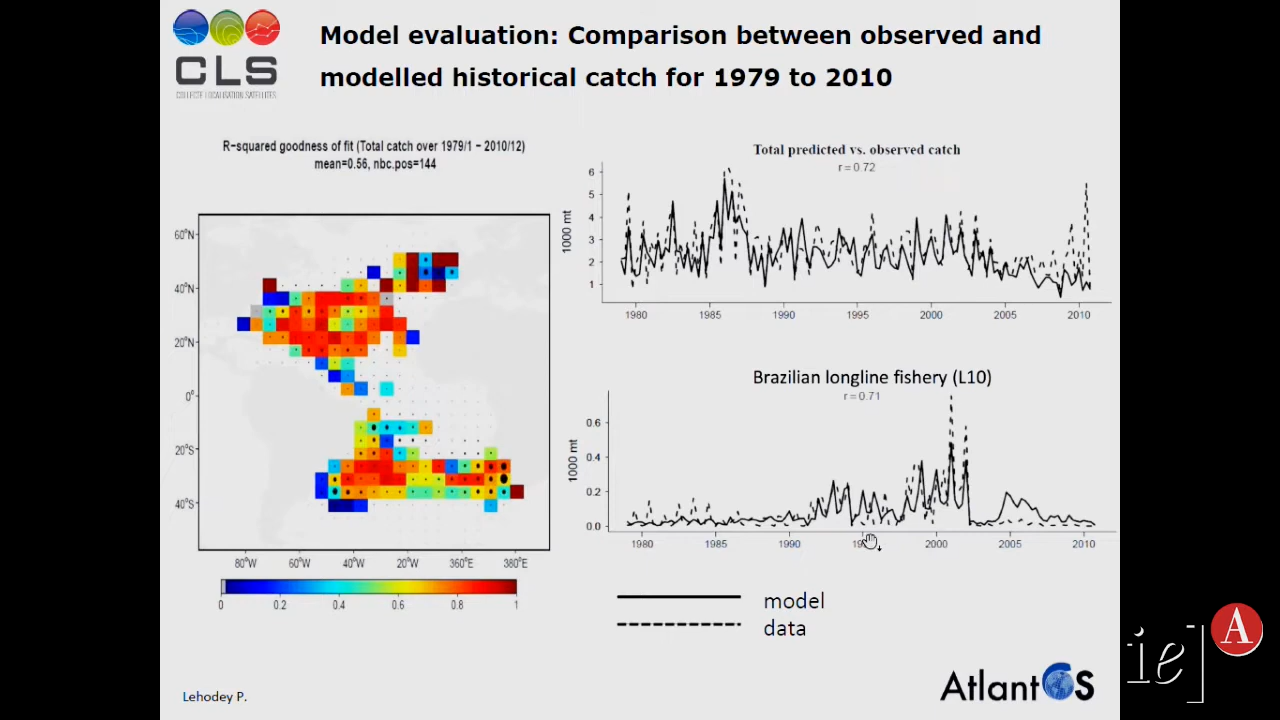 Model evaluation: Comparison between observed and
modelled historical catch for 1979 to 2010
CLS
COLLECTE LOCALISATION SATELLITES
R-squared goodness of fit (Total catch over 1979/1 - 2010/12)
mean=0.56, nbc.pos=144
60°N
40°N
20°N
0°
20°S
40°S
80°W 60°W 40°W 20°W 360°E 380°E
0 0.2 0.4 0.6 0.8 1
Total predicted vs. observed catch
r = 0.72
1000 mt
6
5
4
3
2
1
1980 1985 1990 1995 2000 2005 2010
Brazilian longline fishery (L10)
r = 0.71
1000 mt
0.6
0.4
0.2
0.0
1980 1985 1990 2000 2005 2010
model
data
Lehodey P.
AtlantOS
ie]
A